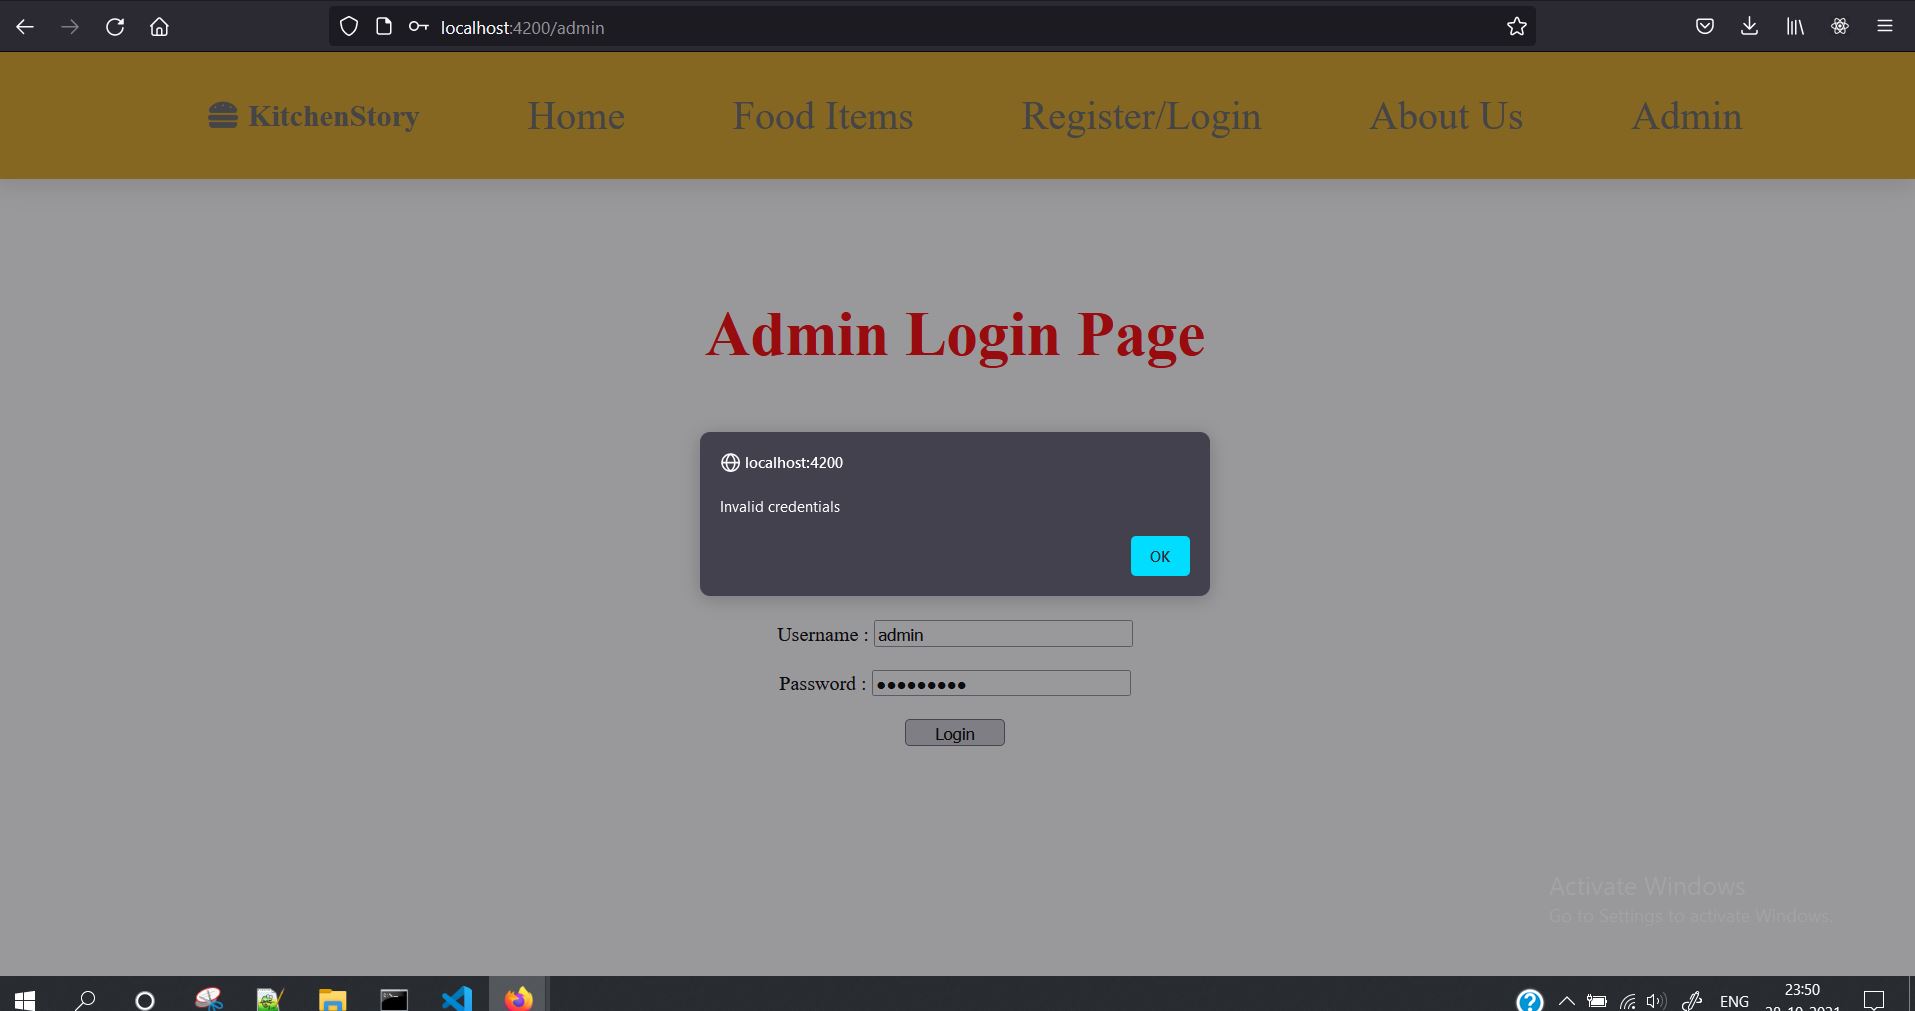 localhost:4200/admin
KitchenStory Home Food Items Register/Login About Us Admin
Admin Login Page
localhost:4200
Invalid credentials
OK
Username : admin
Password : •••••••••
Login
Activate Windows
Go to Settings to activate Windows.
ENG
23:50